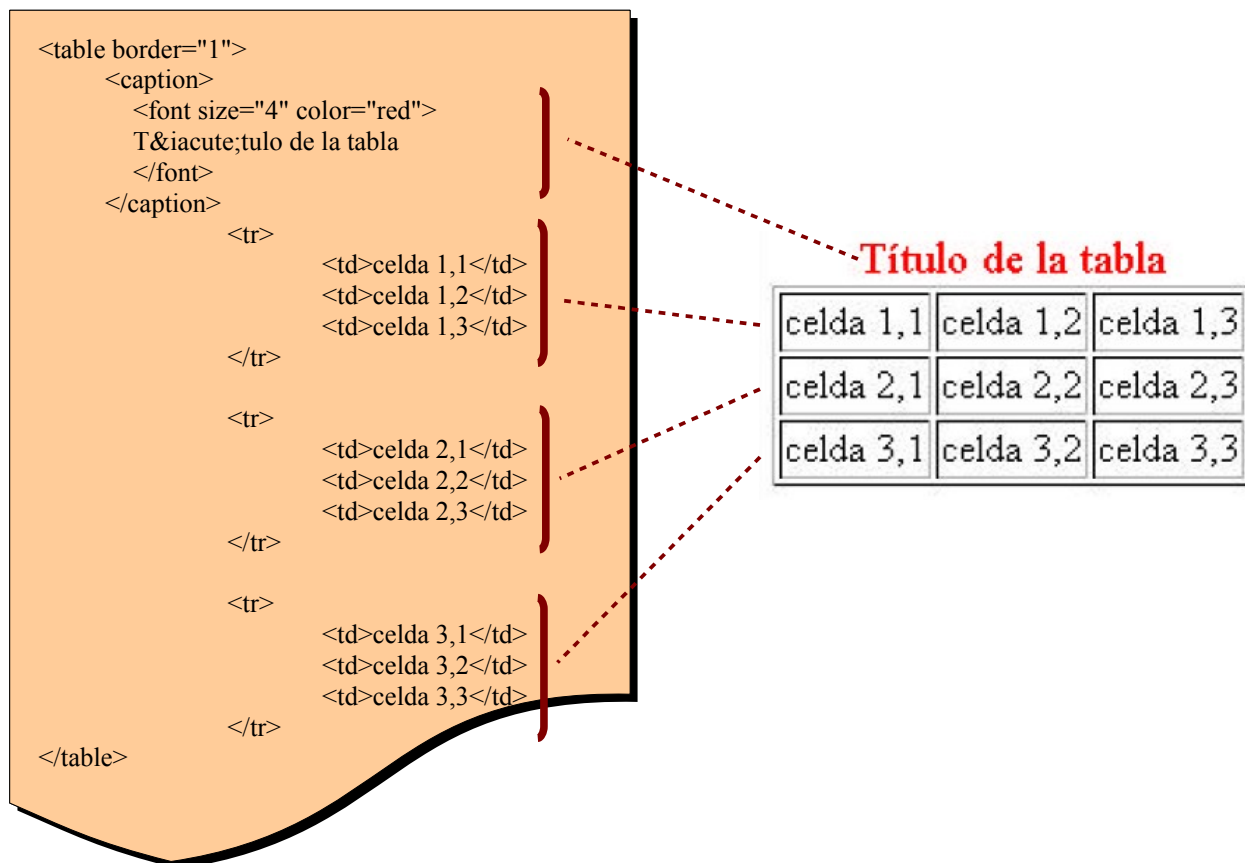 <table border="1">
<caption>
<font size="4" color="red">
T&iacute;tulo de la tabla
</font>
</caption>
<tr>
<td>celda 1,1</td>
<td>celda 1,2</td>
<td>celda 1,3</td>
</tr>
<tr>
<td>celda 2,1</td>
<td>celda 2,2</td>
<td>celda 2,3</td>
</tr>
<tr>
<td>celda 3,1</td>
<td>celda 3,2</td>
<td>celda 3,3</td>
</tr>
</table>
Título de la tabla
celda 1,1 celda 1,2 celda 1,3
celda 2,1 celda 2,2 celda 2,3
celda 3,1 celda 3,2 celda 3,3